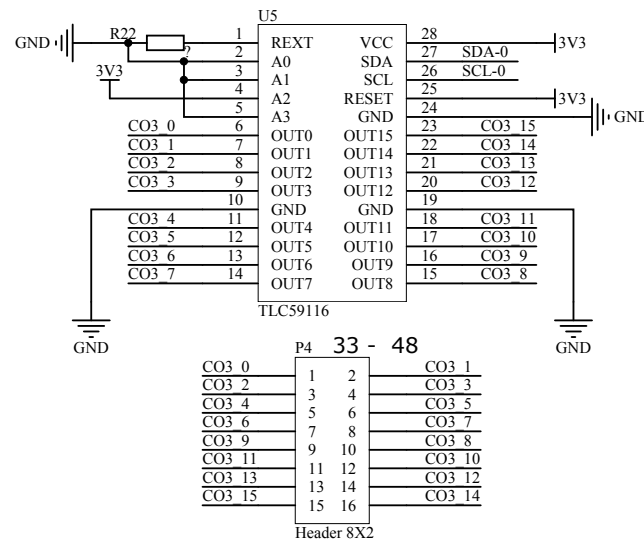 U5
GND R22 1 REXT VCC 28 3V3
? 2 A0 SDA 27 SDA-0
3V3 3 A1 SCL 26 SCL-0
4 A2 RESET 25 3V3
5 A3 GND 24 GND
CO3_0 6 OUT0 OUT15 23 CO3_15
CO3_1 7 OUT1 OUT14 22 CO3_14
CO3_2 8 OUT2 OUT13 21 CO3_13
CO3_3 9 OUT3 OUT12 20 CO3_12
10 GND GND 19
CO3_4 11 OUT4 OUT11 18 CO3_11
CO3_5 12 OUT5 OUT10 17 CO3_10
CO3_6 13 OUT6 OUT9 16 CO3_9
CO3_7 14 OUT7 OUT8 15 CO3_8
TLC59116
GND GND
P4 33 - 48
CO3_0 1 2 CO3_1
CO3_2 3 4 CO3_3
CO3_4 5 6 CO3_5
CO3_6 7 8 CO3_7
CO3_9 9 10 CO3_8
CO3_11 11 12 CO3_10
CO3_13 13 14 CO3_12
CO3_15 15 16 CO3_14
Header 8X2